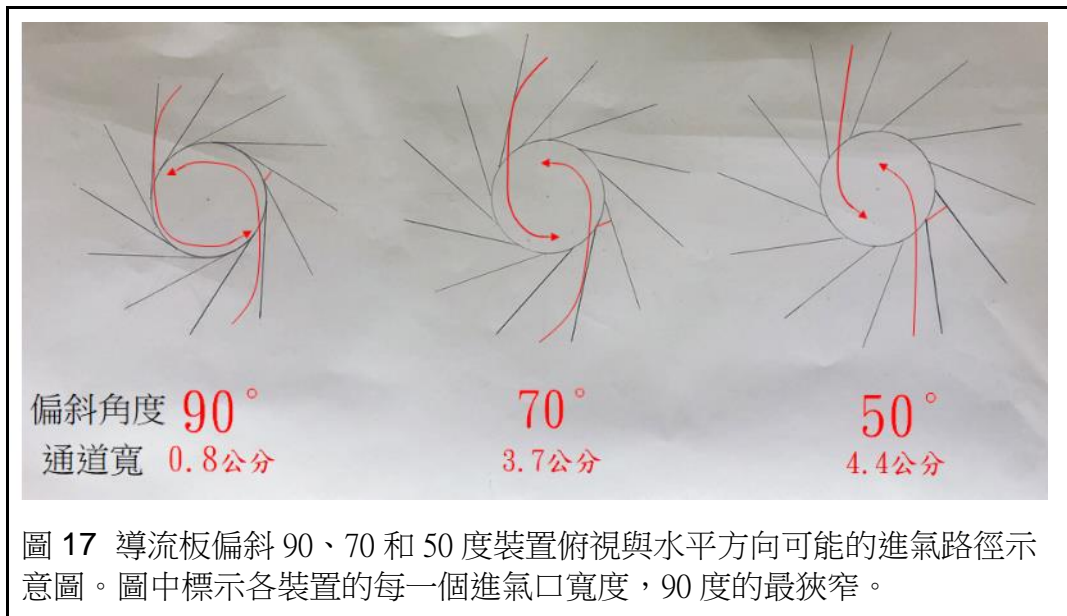 偏斜角度 90° 70° 50°
通道寬 0.8公分 3.7公分 4.4公分
圖 17 導流板偏斜 90、70 和 50 度裝置俯視與水平方向可能的進氣路徑示
意圖。圖中標示各裝置的每一個進氣口寬度，90 度的最狹窄。